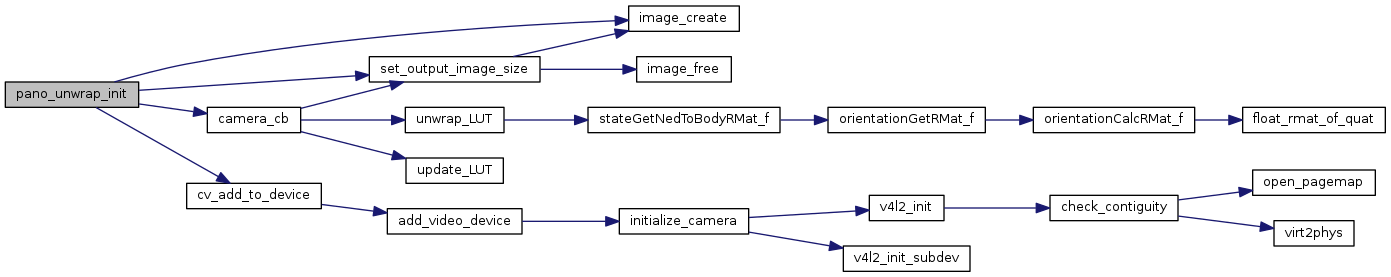 image_create
set_output_image_size
image_free
pano_unwrap_init
camera_cb
unwrap_LUT
stateGetNedToBodyRMat_f
orientationGetRMat_f
orientationCalcRMat_f
float_rmat_of_quat
update_LUT
open_pagemap
cv_add_to_device
add_video_device
initialize_camera
v4l2_init
check_contiguity
virt2phys
v4l2_init_subdev